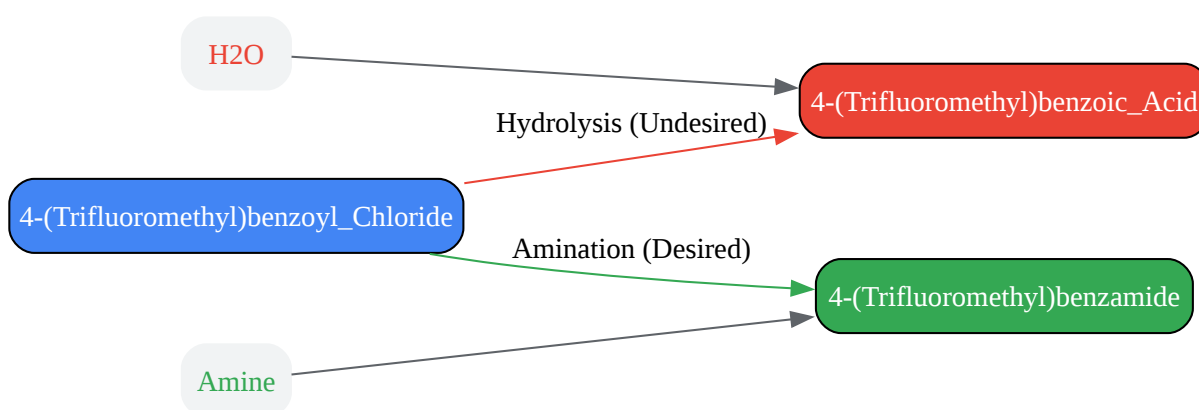 H2O
4-(Trifluoromethyl)benzoic_Acid
Hydrolysis (Undesired)
4-(Trifluoromethyl)benzoyl_Chloride
Amination (Desired)
4-(Trifluoromethyl)benzamide
Amine